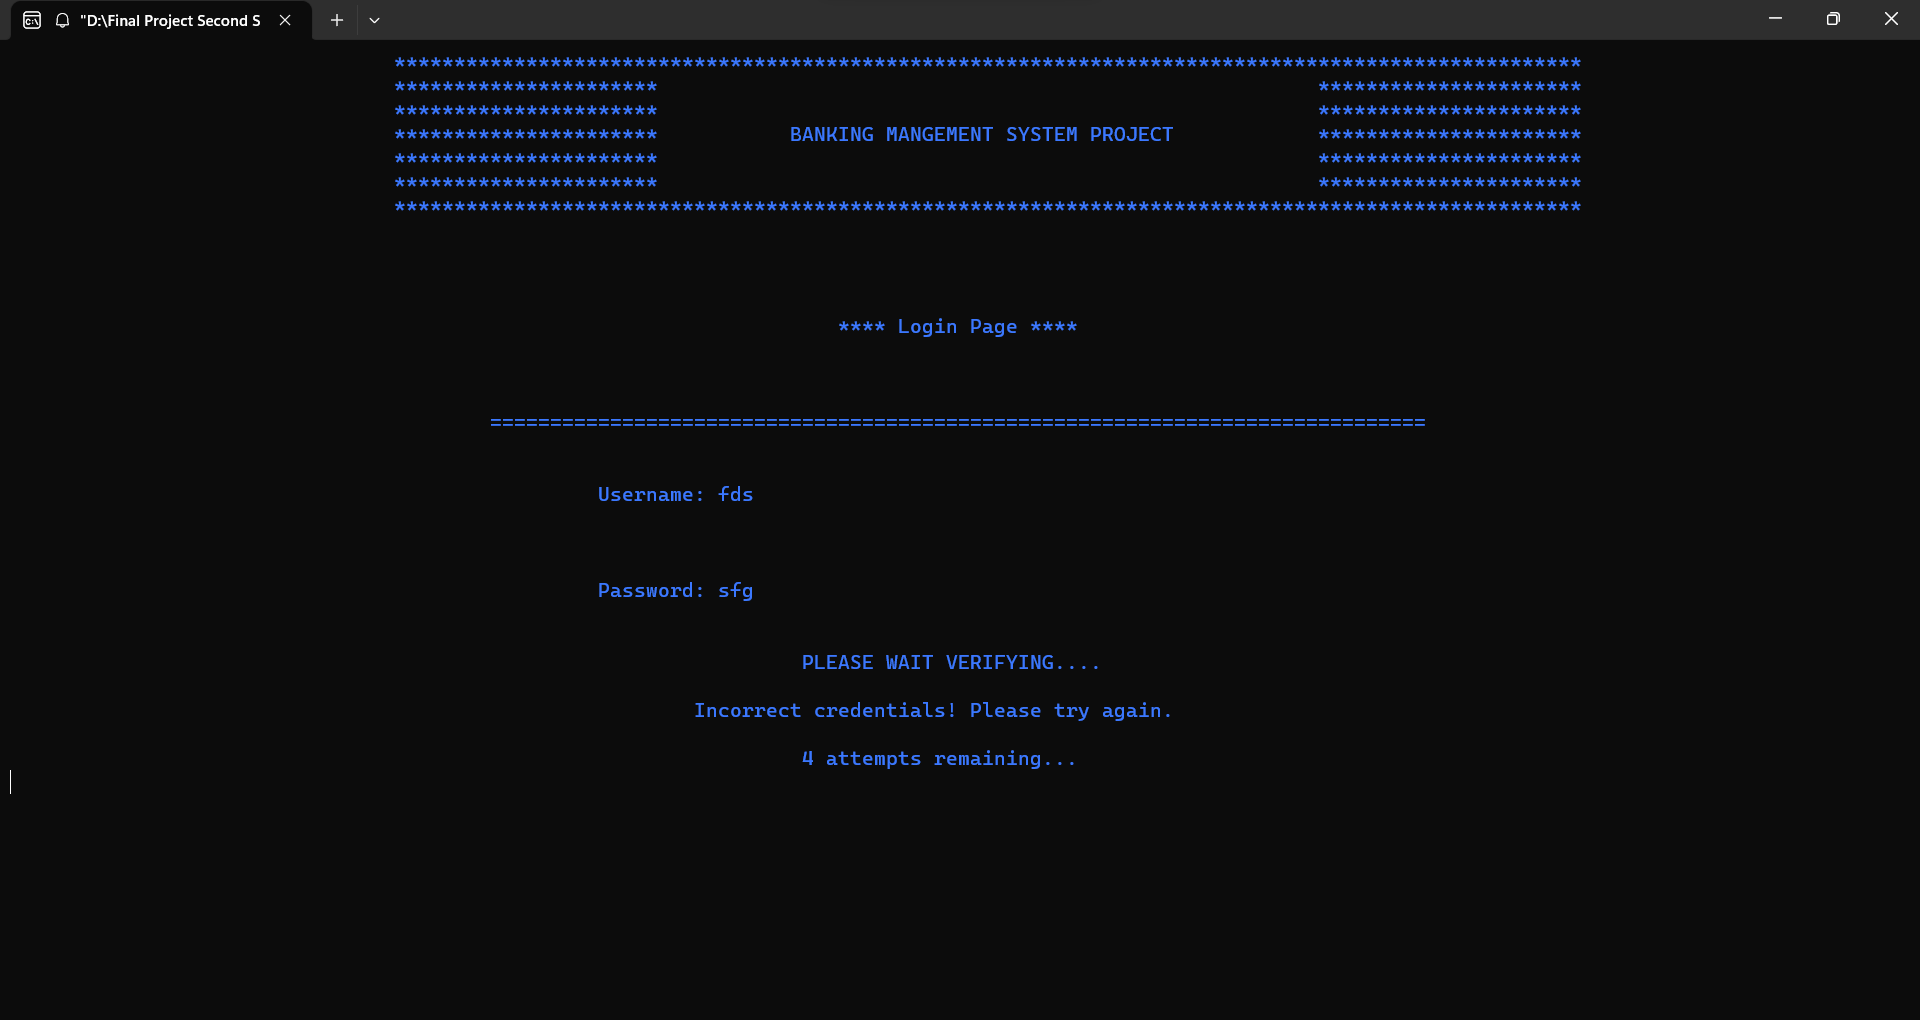 "D:\Final Project Second S
***************************************************************************************************
********************** **********************
********************** **********************
********************** BANKING MANGEMENT SYSTEM PROJECT **********************
********************** **********************
********************** **********************
***************************************************************************************************
**** Login Page ****
==============================================================================
Username: fds
Password: sfg
PLEASE WAIT VERIFYING....
Incorrect credentials! Please try again.
4 attempts remaining...